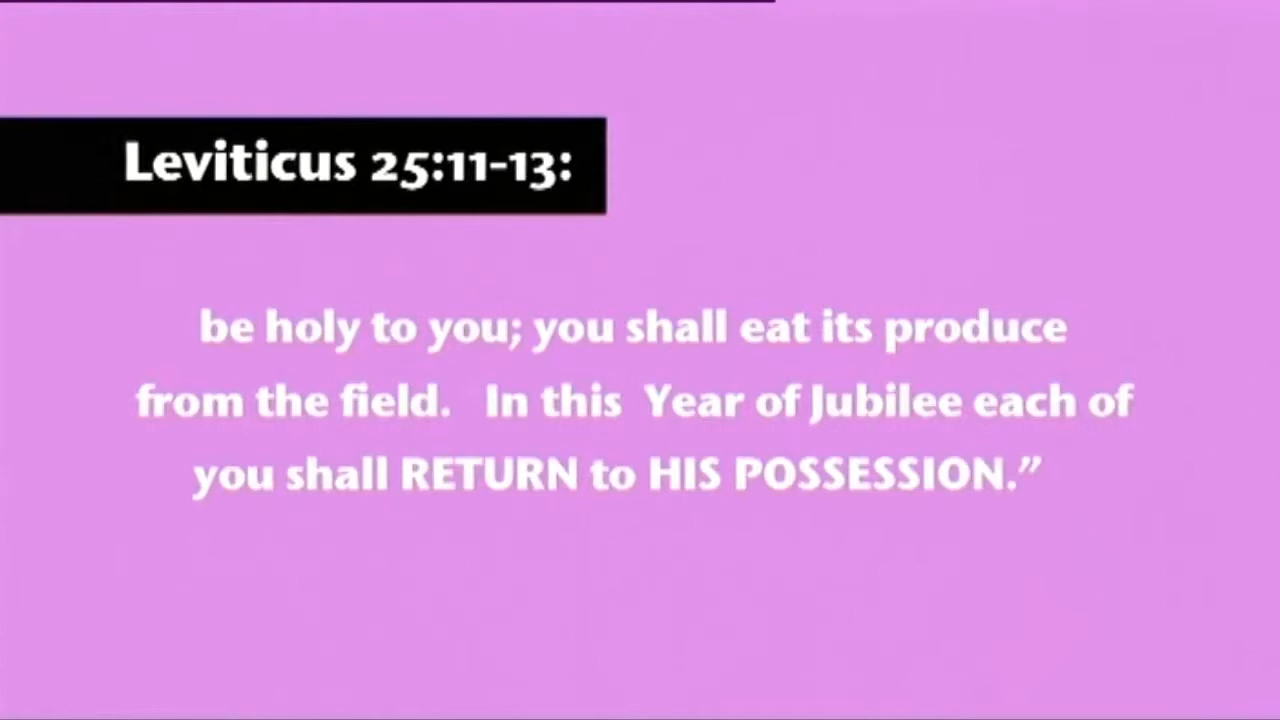 Leviticus 25:11-13:
be holy to you; you shall eat its produce
from the field. In this Year of Jubilee each of
you shall RETURN to HIS POSSESSION.”